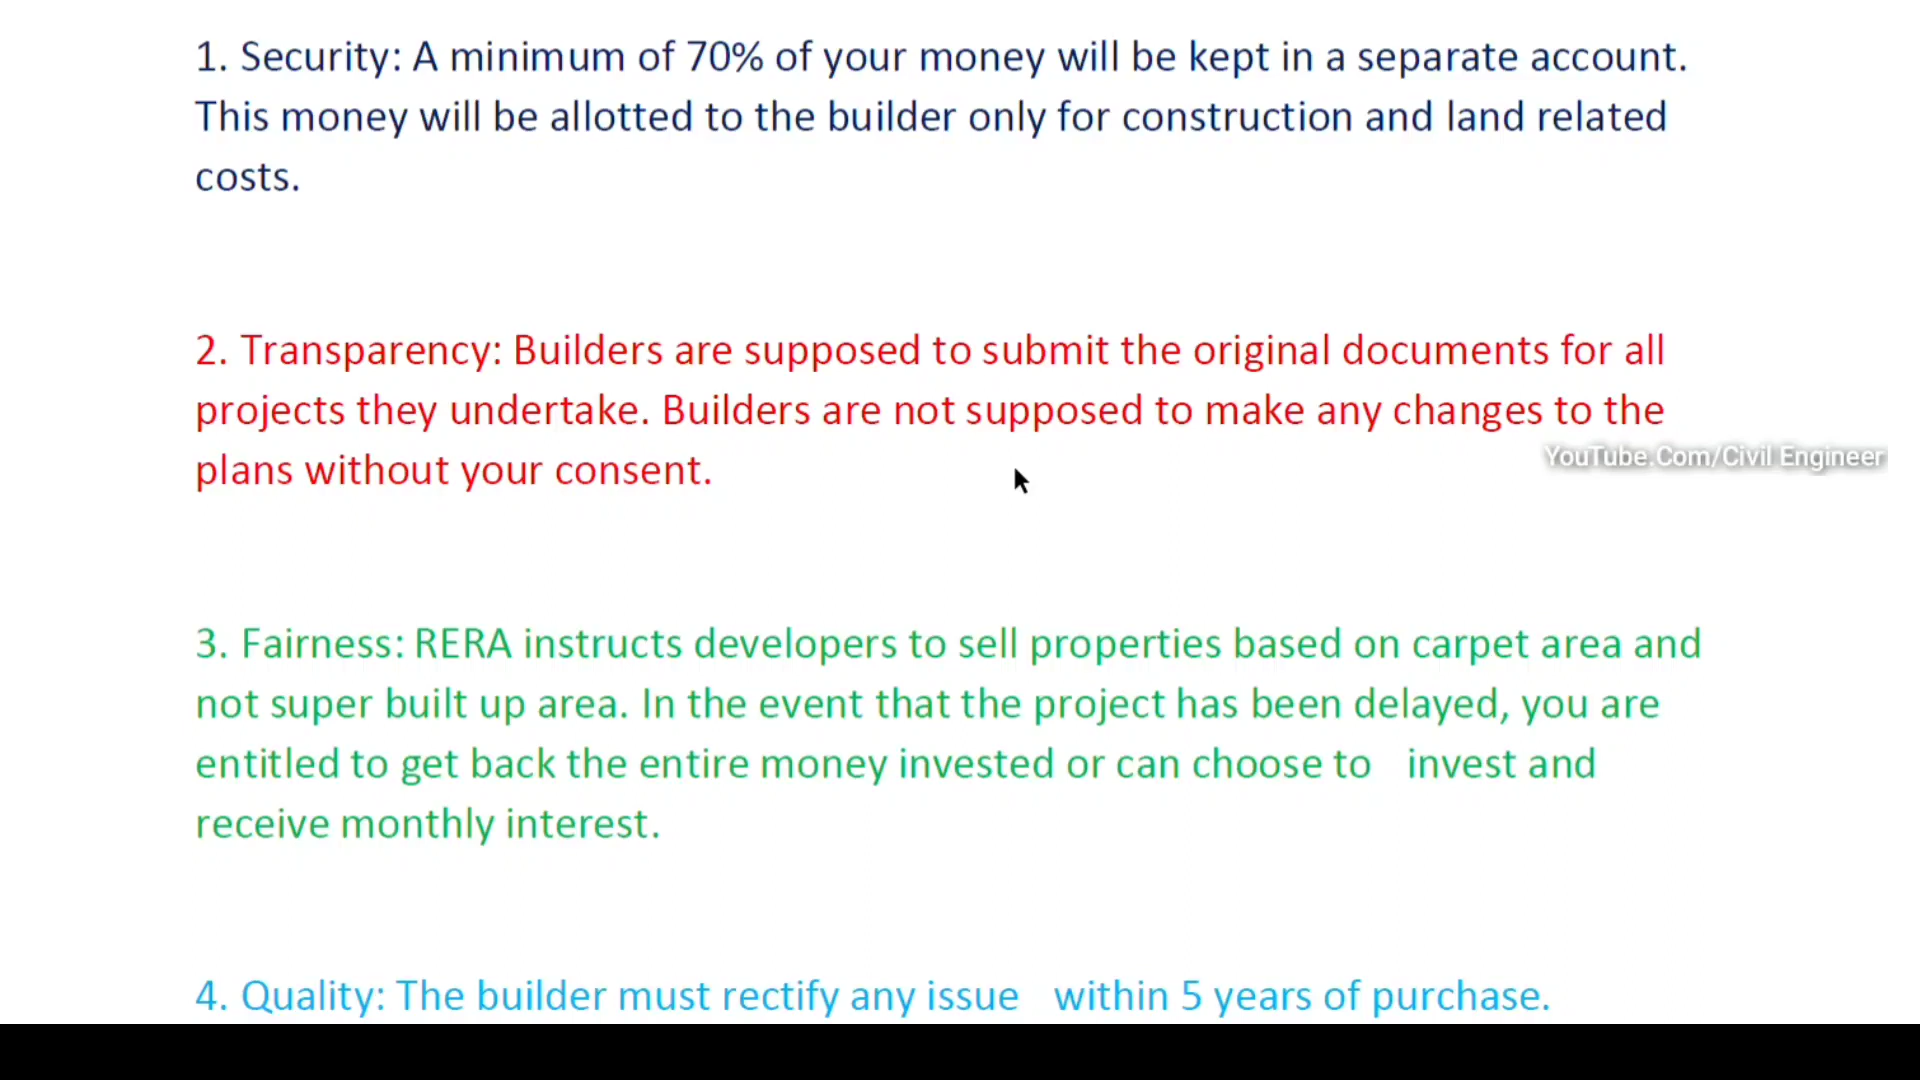 1. Security: A minimum of 70% of your money will be kept in a separate account.
This money will be allotted to the builder only for construction and land related
costs.
2. Transparency: Builders are supposed to submit the original documents for all
projects they undertake. Builders are not supposed to make any changes to the
plans without your consent.
YouTube.Com/Civil Engineer
3. Fairness: RERA instructs developers to sell properties based on carpet area and
not super built up area. In the event that the project has been delayed, you are
entitled to get back the entire money invested or can choose to invest and
receive monthly interest.
4. Quality: The builder must rectify any issue within 5 years of purchase.